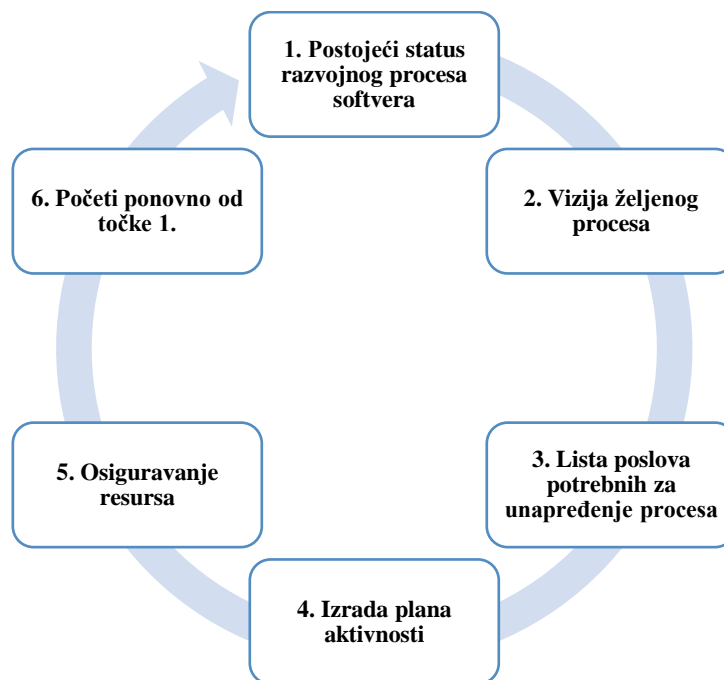 1. Postojeći status
razvojnog procesa
softvera
2. Vizija željenog
procesa
3. Lista poslova
potrebnih za
unapređenje procesa
4. Izrada plana
aktivnosti
5. Osiguravanje
resursa
6. Početi ponovno od
točke 1.